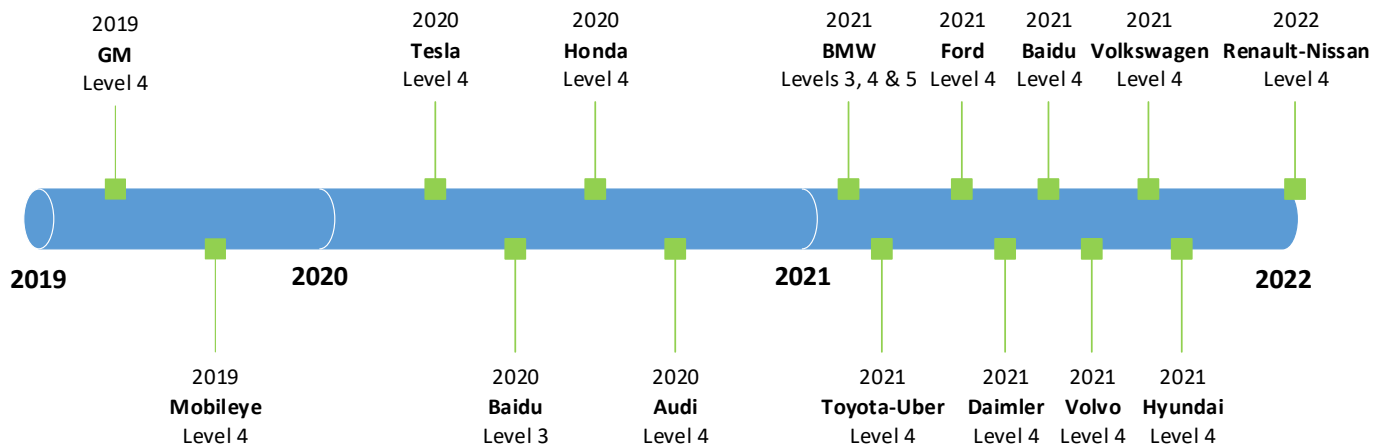 2019
GM
Level 4
2020
Tesla
Level 4
2020
Honda
Level 4
2021
BMW
Levels 3, 4 & 5
2021
Ford
Level 4
2021
Baidu
Level 4
2021
Volkswagen
Level 4
2022
Renault-Nissan
Level 4
2019
2020
2021
2022
2019
Mobileye
Level 4
2020
Baidu
Level 3
2020
Audi
Level 4
2021
Toyota-Uber
Level 4
2021
Daimler
Level 4
2021
Volvo
Level 4
2021
Hyundai
Level 4